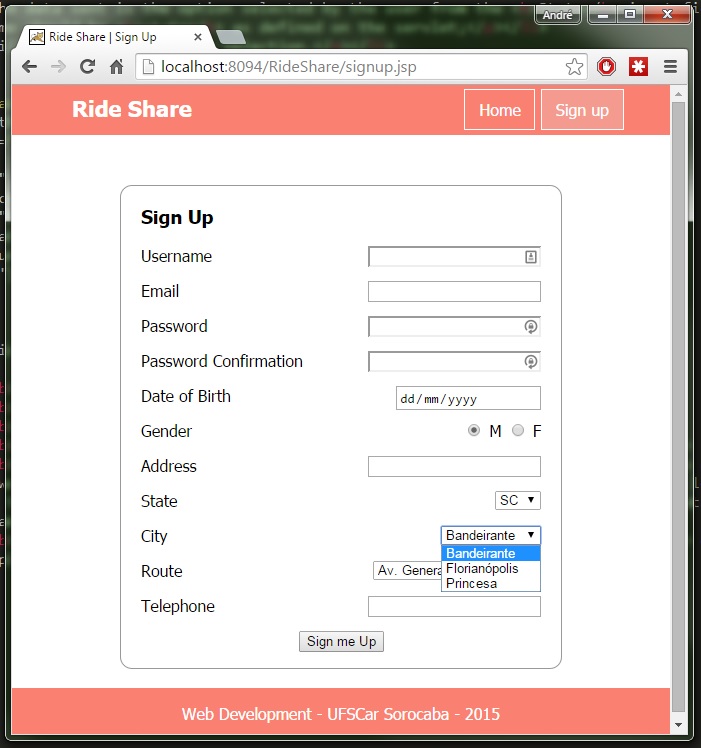 André
Ride Share | Sign Up
localhost:8094/RideShare/signup.jsp
Ride Share
Home
Sign up
Sign Up
Username
Email
Password
Password Confirmation
Date of Birth dd/mm/yyyy
Gender M F
Address
State SC
City Bandeirante
Bandeirante
Florianópolis
Princesa
Route Av. Genera
Telephone
Sign me Up
Web Development - UFSCar Sorocaba - 2015